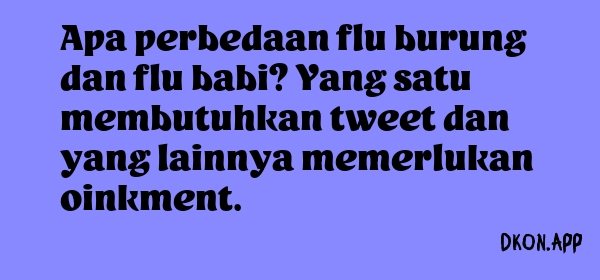 Apa perbedaan flu burung
dan flu babi? Yang satu
membutuhkan tweet dan
yang lainnya memerlukan
oinkment.
DKON.APP